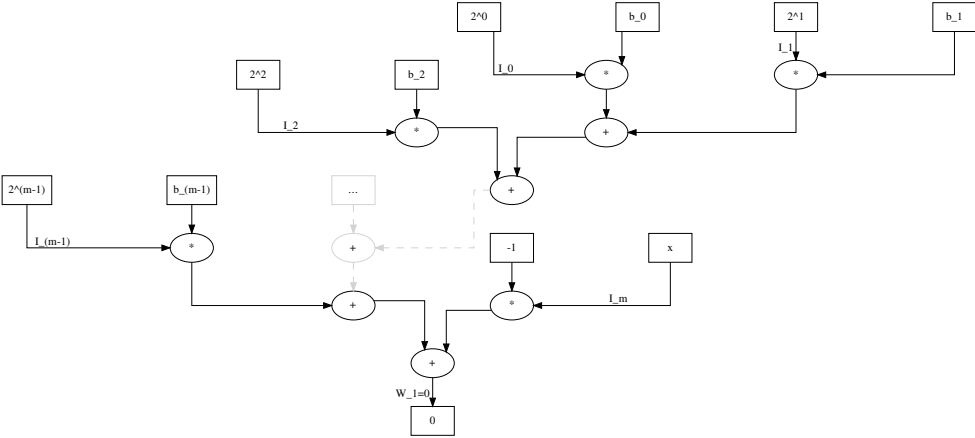 2^0
b_0
2^1
b_1
I_1
2^2
b_2
I_0
*
*
I_2
*
+
2^(m-1)
b_(m-1)
...
+
I_(m-1)
*
+
-1
x
+
*
I_m
+
W_1=0
0